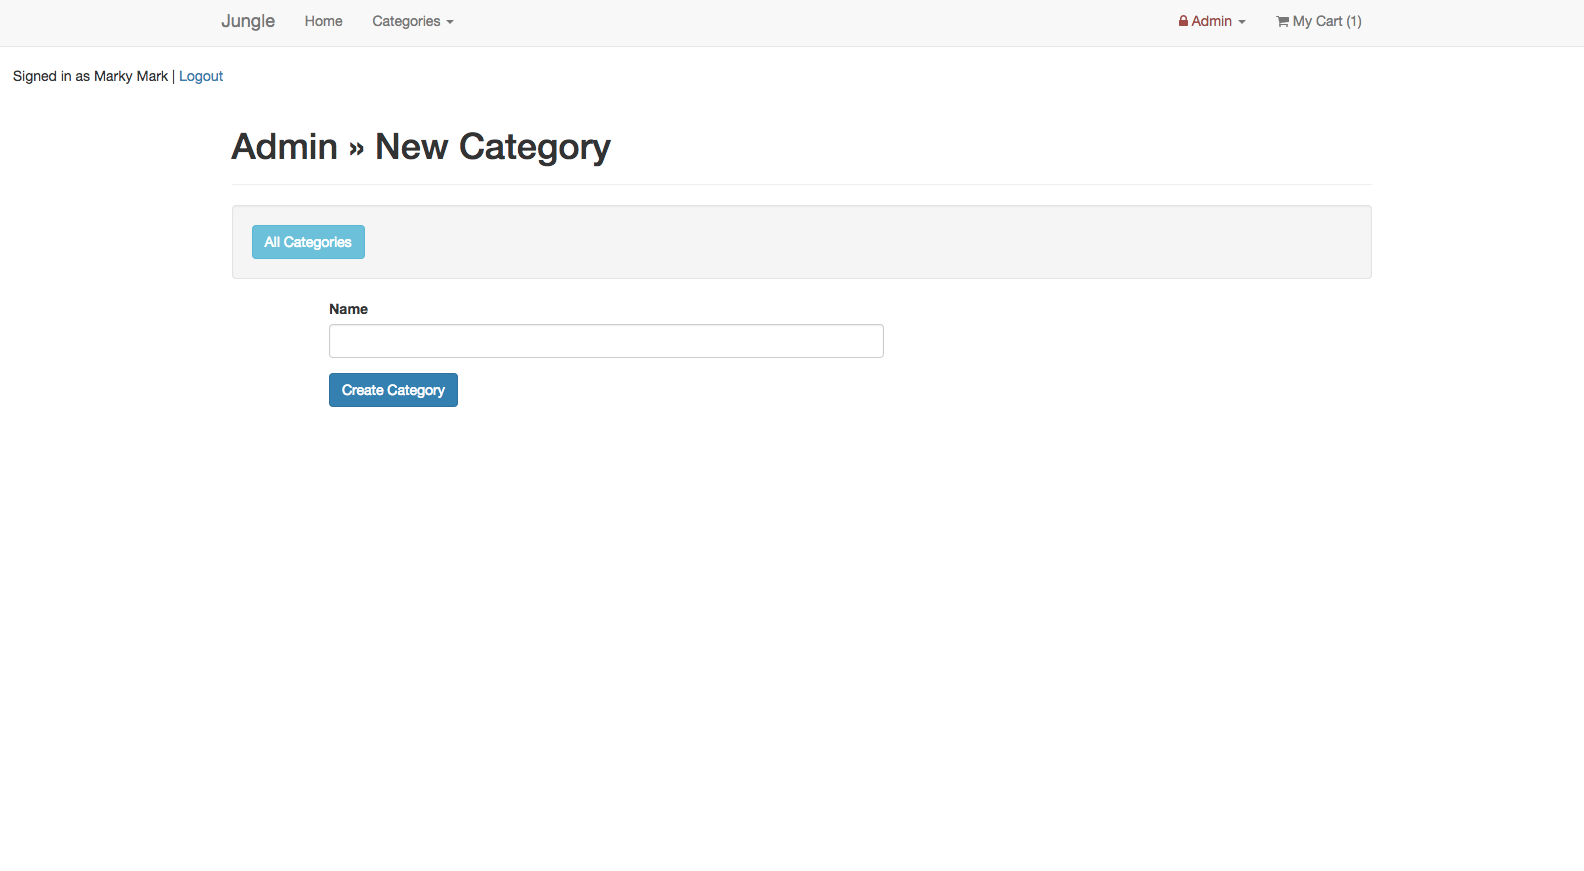 Jungle Home Categories Admin My Cart (1)
Signed in as Marky Mark | Logout
Admin » New Category
All Categories
Name
Create Category